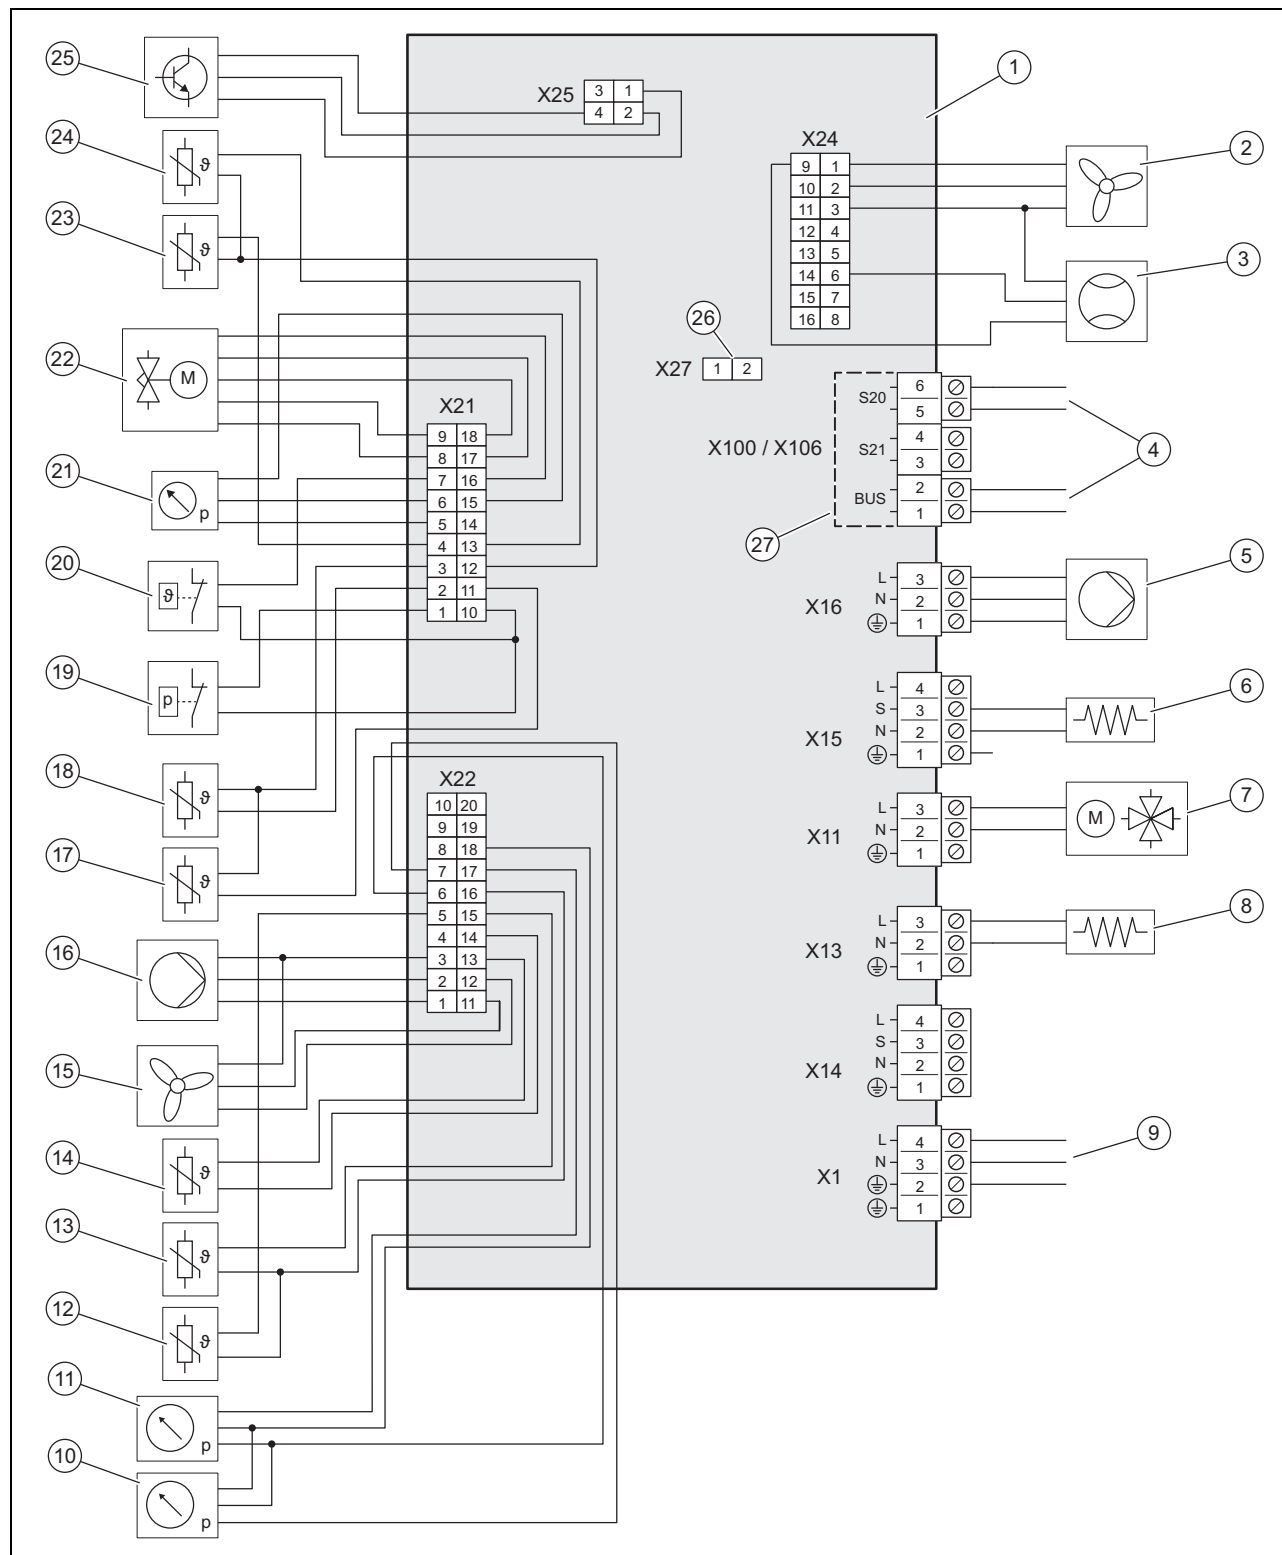 25
24
23
22
21
20
19
18
17
16
15
14
13
12
11
10
ϑ
ϑ
M
p
ϑ
p
ϑ
ϑ
ϑ
ϑ
ϑ
p
p
X25
3 1
4 2
X24
9 1
10 2
11 3
12 4
13 5
14 6
15 7
16 8
26
X27 1 2
X21
9 18
8 17
7 16
6 15
5 14
4 13
3 12
2 11
1 10
X22
10 20
9 19
8 18
7 17
6 16
5 15
4 14
3 13
2 12
1 11
X100 / X106
S20
6
5
S21
4
3
BUS
2
1
27
X16
L 3
N 2
1
X15
L 4
S 3
N 2
1
X11
L 3
N 2
1
M
X13
L 3
N 2
1
X14
L 4
S 3
N 2
1
X1
L 4
N 3
2
1
1
2
3
4
5
6
7
8
9